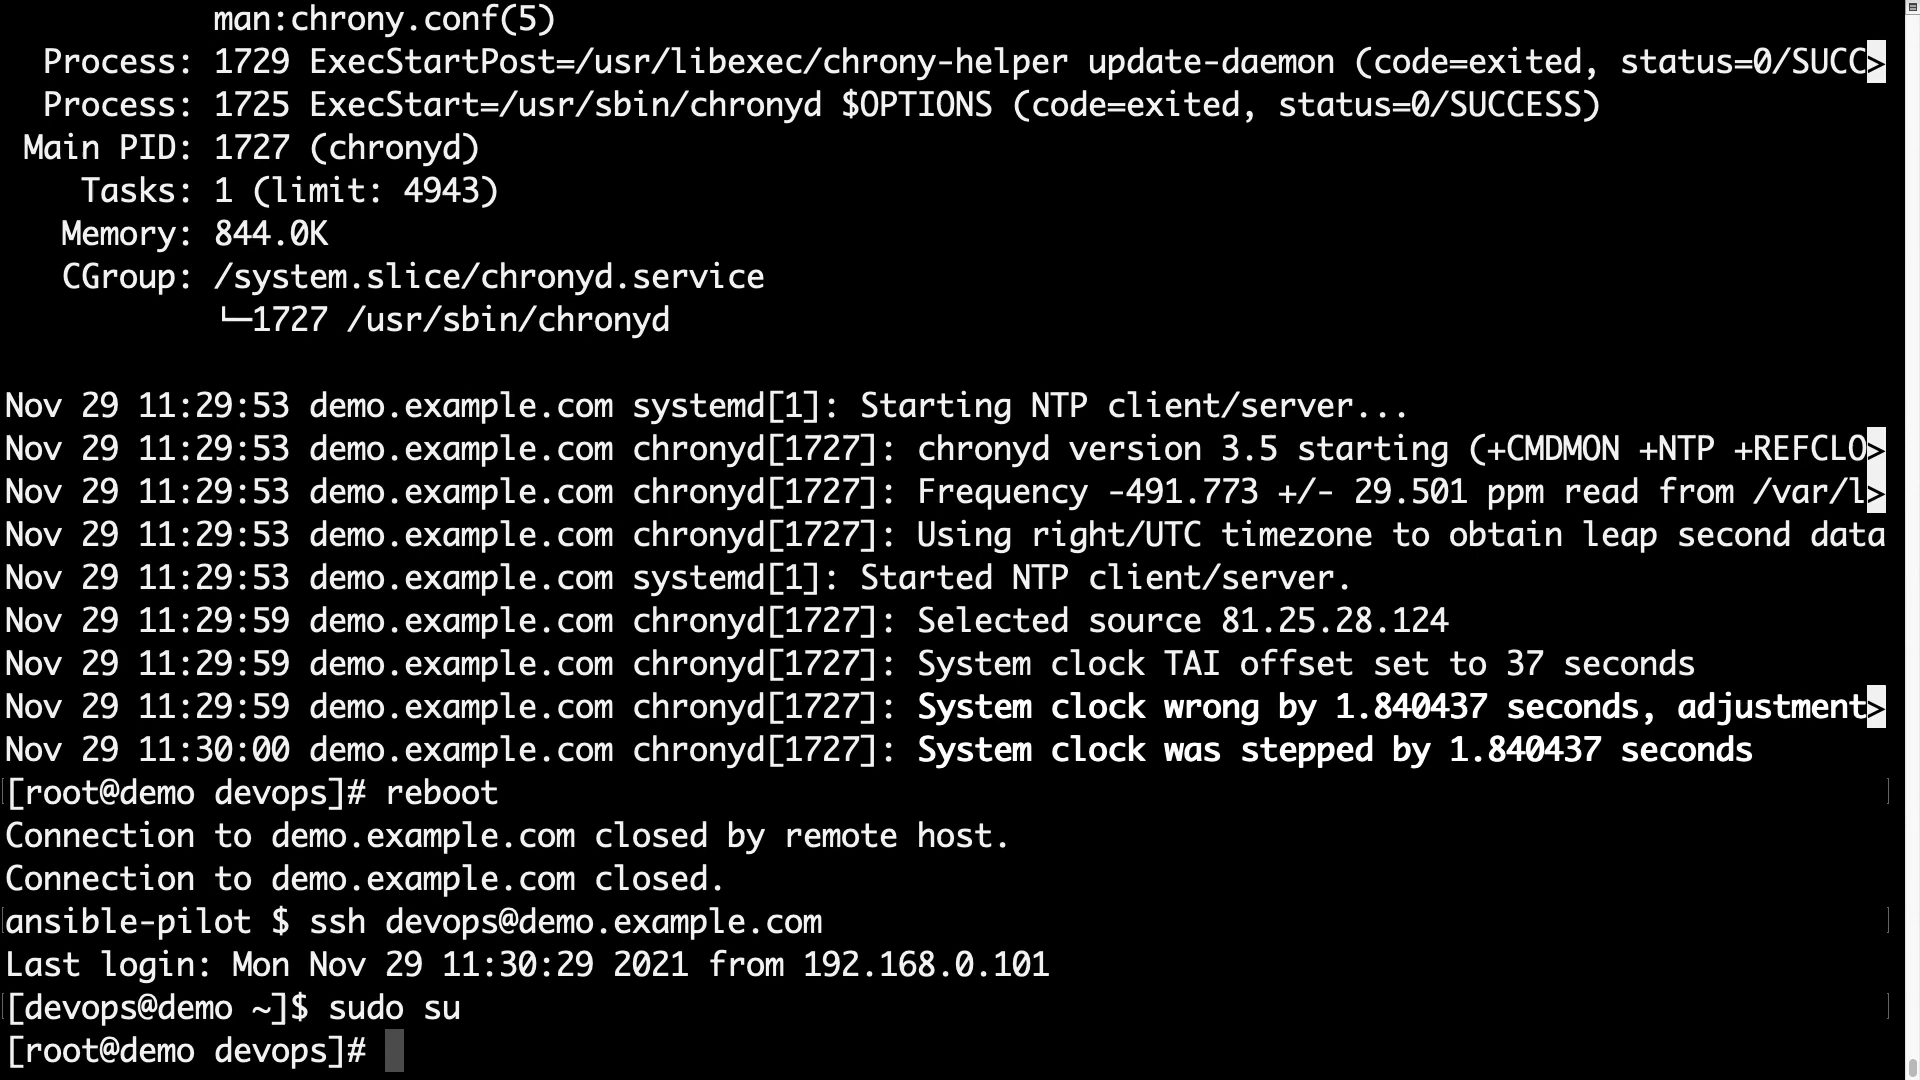 man:chrony.conf(5)
  Process: 1729 ExecStartPost=/usr/libexec/chrony-helper update-daemon (code=exited, status=0/SUCC>
  Process: 1725 ExecStart=/usr/sbin/chronyd $OPTIONS (code=exited, status=0/SUCCESS)
 Main PID: 1727 (chronyd)
    Tasks: 1 (limit: 4943)
   Memory: 844.0K
   CGroup: /system.slice/chronyd.service
           └─1727 /usr/sbin/chronyd

Nov 29 11:29:53 demo.example.com systemd[1]: Starting NTP client/server...
Nov 29 11:29:53 demo.example.com chronyd[1727]: chronyd version 3.5 starting (+CMDMON +NTP +REFCLO>
Nov 29 11:29:53 demo.example.com chronyd[1727]: Frequency -491.773 +/- 29.501 ppm read from /var/l>
Nov 29 11:29:53 demo.example.com chronyd[1727]: Using right/UTC timezone to obtain leap second data
Nov 29 11:29:53 demo.example.com systemd[1]: Started NTP client/server.
Nov 29 11:29:59 demo.example.com chronyd[1727]: Selected source 81.25.28.124
Nov 29 11:29:59 demo.example.com chronyd[1727]: System clock TAI offset set to 37 seconds
Nov 29 11:29:59 demo.example.com chronyd[1727]: System clock wrong by 1.840437 seconds, adjustment>
Nov 29 11:30:00 demo.example.com chronyd[1727]: System clock was stepped by 1.840437 seconds
[root@demo devops]# reboot
Connection to demo.example.com closed by remote host.
Connection to demo.example.com closed.
ansible-pilot $ ssh devops@demo.example.com
Last login: Mon Nov 29 11:30:29 2021 from 192.168.0.101
[devops@demo ~]$ sudo su
[root@demo devops]#